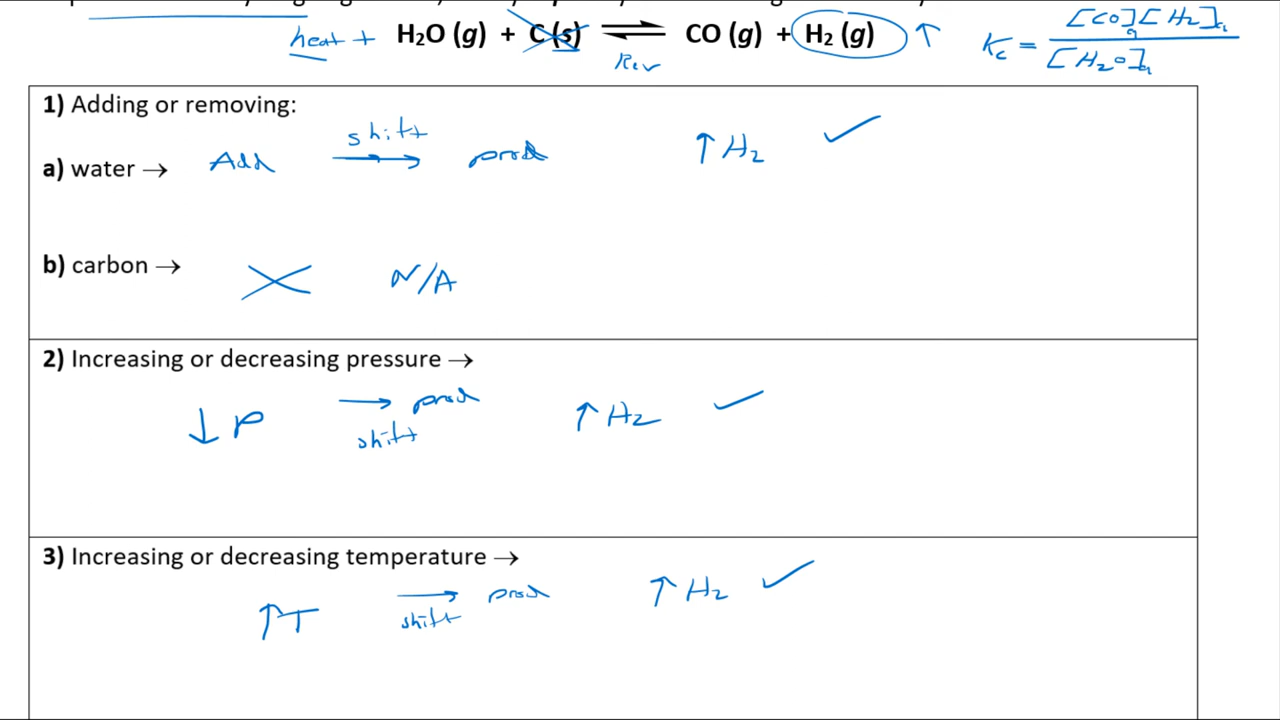 heat + H₂O (g) + C (s) ⇌ CO (g) + H₂ (g) ↑ Kc = [CO] [H₂] / [H₂O]
Rev
1) Adding or removing:
shift
a) water → Add → prod ↑ H₂ ✓
b) carbon → X N/A
2) Increasing or decreasing pressure →
↓ P → prod ↑ H₂ ✓
shift
3) Increasing or decreasing temperature →
↑T → prod ↑ H₂ ✓
shift